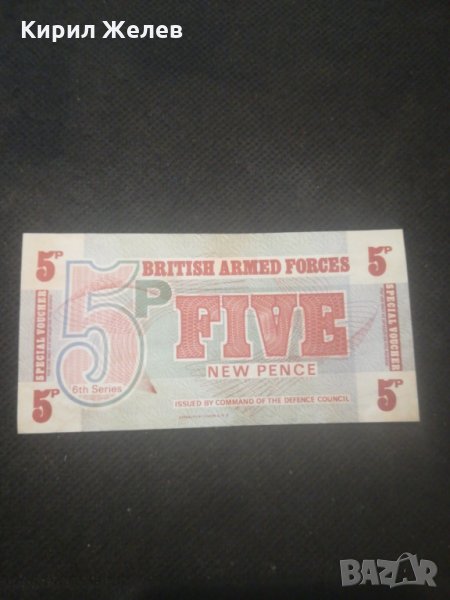 Кирил Желев
5P
BRITISH ARMED FORCES
5P
SPECIAL VOUCHER
5P
FIVE
SPECIAL VOUCHER
NEW PENCE
6th Series
5P
ISSUED BY COMMAND OF THE DEFENCE COUNCIL
5P
BAZAR